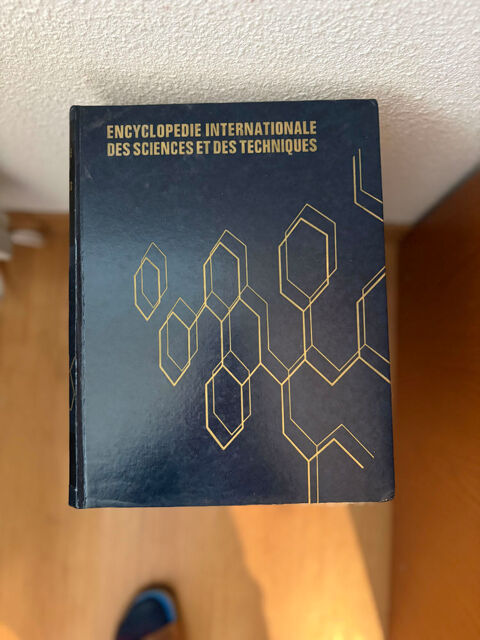 ENCYCLOPEDIE INTERNATIONALE
DES SCIENCES ET DES TECHNIQUES